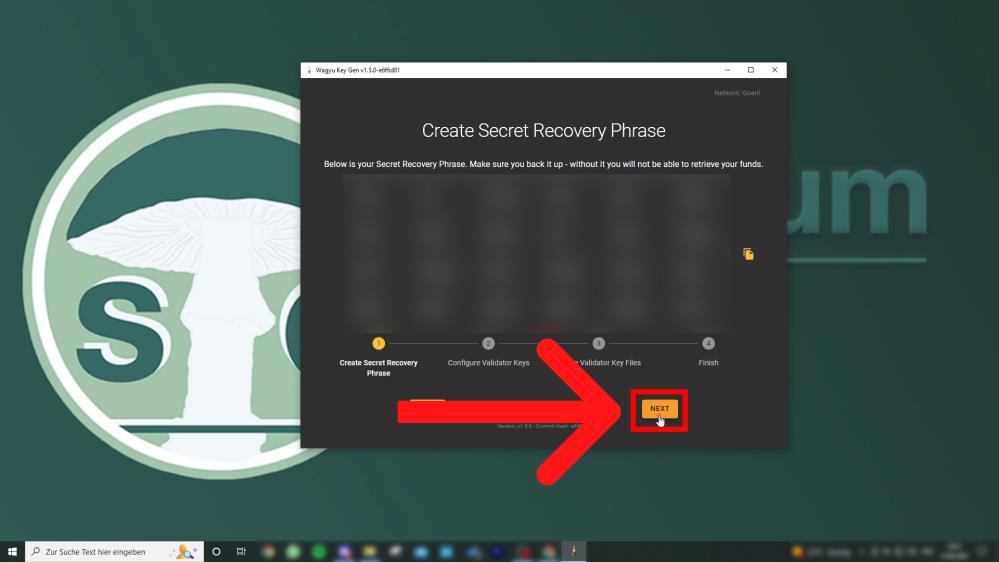 Wagyu Key Gen v1.5.0-e6f6d81
Network: Goerli
Create Secret Recovery Phrase
Below is your Secret Recovery Phrase. Make sure you back it up - without it you will not be able to retrieve your funds.
um
S
1
2
3
4
Create Secret Recovery
Phrase
Configure Validator Keys
Validator Key Files
Finish
NEXT
Version: v1.5.0 - Commit Hash:
Zur Suche Text hier eingeben